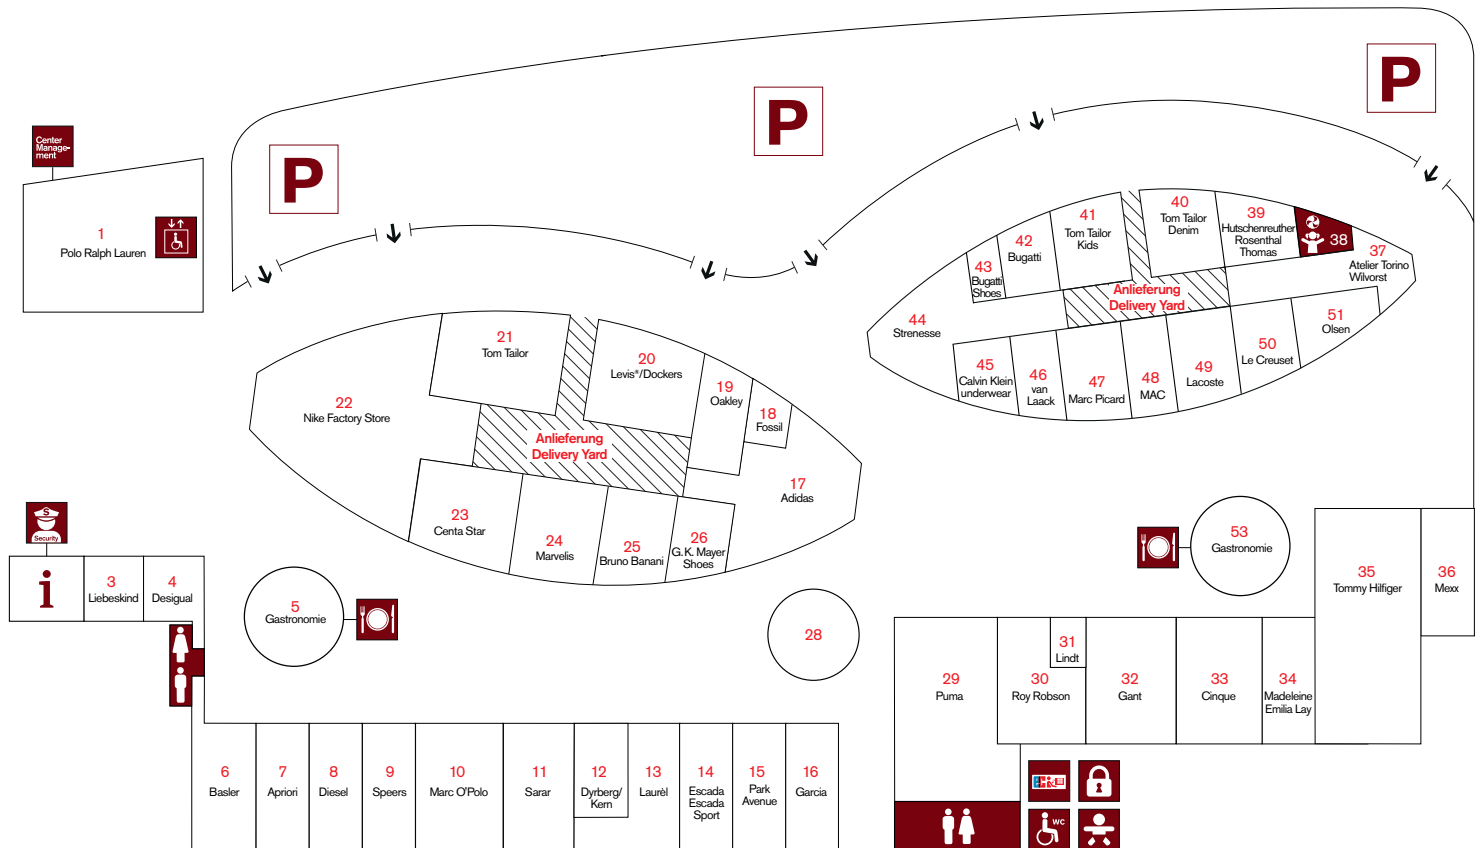 P
P
P
Center
Manage-
ment
1
Polo Ralph Lauren
40
Tom Tailor
Denim
39
Hutschenreuther
Rosenthal
Thomas
38
41
Tom Tailor
Kids
42
Bugatti
43
Bugatti
Shoes
37
Atelier Torino
Wilvorst
Anlieferung
Delivery Yard
44
Strenesse
51
Olsen
50
Le Creuset
49
Lacoste
48
MAC
47
Marc Picard
46
van
Laack
45
Calvin Klein
underwear
21
Tom Tailor
20
Levis®/Dockers
19
Oakley
18
Fossil
22
Nike Factory Store
Anlieferung
Delivery Yard
17
Adidas
23
Centa Star
24
Marvelis
25
Bruno Banani
26
G. K. Mayer
Shoes
S
Security
i
3
Liebeskind
4
Desigual
5
Gastronomie
28
53
Gastronomie
35
Tommy Hilfiger
36
Mexx
29
Puma
30
Roy Robson
31
Lindt
32
Gant
33
Cinque
34
Madeleine
Emilia Lay
6
Basler
7
Apriori
8
Diesel
9
Speers
10
Marc O'Polo
11
Sarar
12
Dyrberg/
Kern
13
Laurèl
14
Escada
Escada
Sport
15
Park
Avenue
16
Garcia
WC